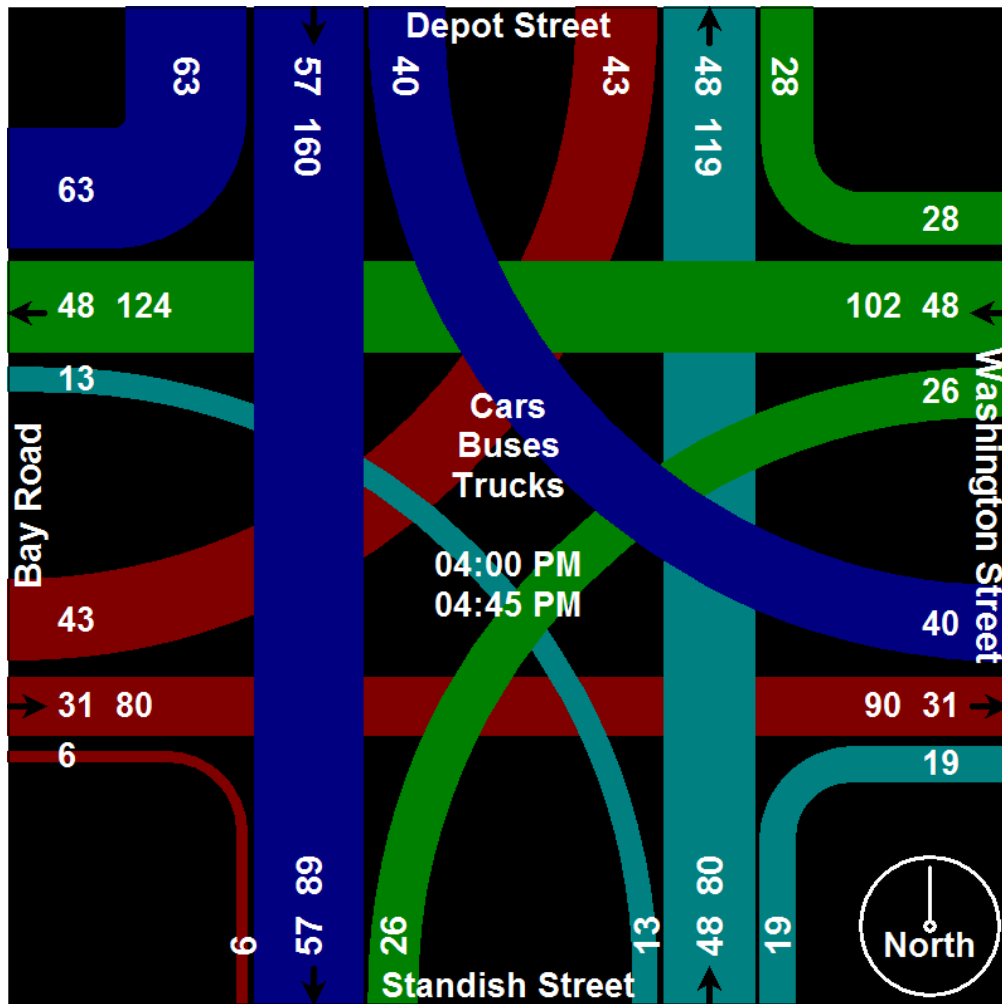 Depot Street
63
57 160
40
43
48 119
28
63
28
48 124
102 48
13
26
Cars
Buses
Trucks
Bay Road
Washington Street
04:00 PM
04:45 PM
43
40
31 80
90 31
6
19
6
57 89
26
13
48 80
19
North
Standish Street